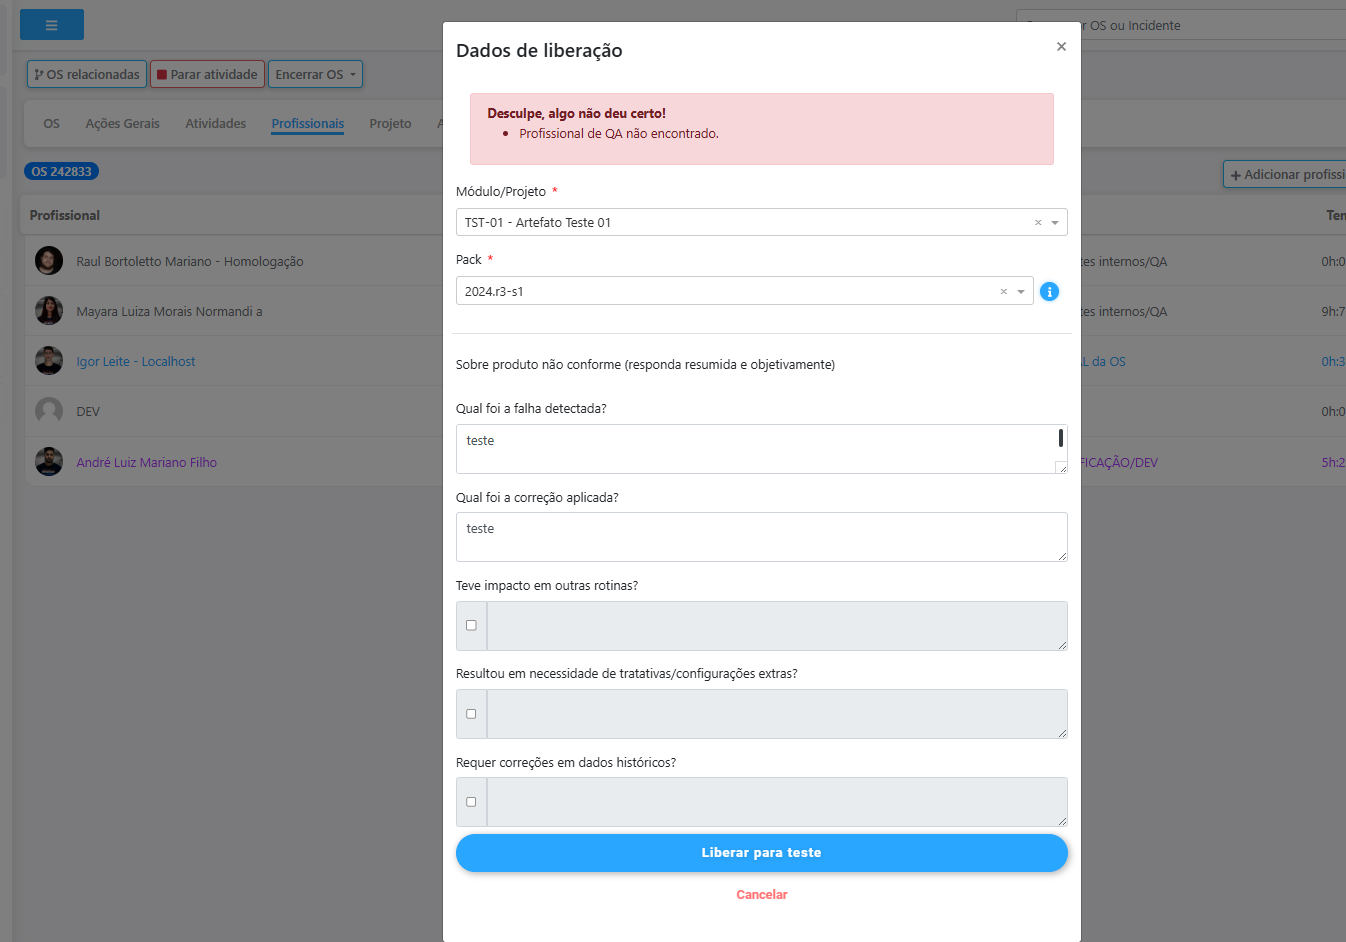 OS ou Incidente
OS relacionadas
Parar atividade
Encerrar OS
OS
Ações Gerais
Atividades
Profissionais
Projeto
OS 242833
+ Adicionar profissi
Profissional
Ter
Raul Bortoletto Mariano - Homologação
tes internos/QA
0h:0
Mayara Luiza Morais Normandi a
tes internos/QA
9h:7
Igor Leite - Localhost
L da OS
0h:3
DEV
0h:0
André Luiz Mariano Filho
FICAÇÃO/DEV
5h:2
Dados de liberação
×
Desculpe, algo não deu certo!
• Profissional de QA não encontrado.
Módulo/Projeto *
TST-01 - Artefato Teste 01
Pack *
2024.r3-s1
Sobre produto não conforme (responda resumida e objetivamente)
Qual foi a falha detectada?
teste
Qual foi a correção aplicada?
teste
Teve impacto em outras rotinas?
Resultou em necessidade de tratativas/configurações extras?
Requer correções em dados históricos?
Liberar para teste
Cancelar